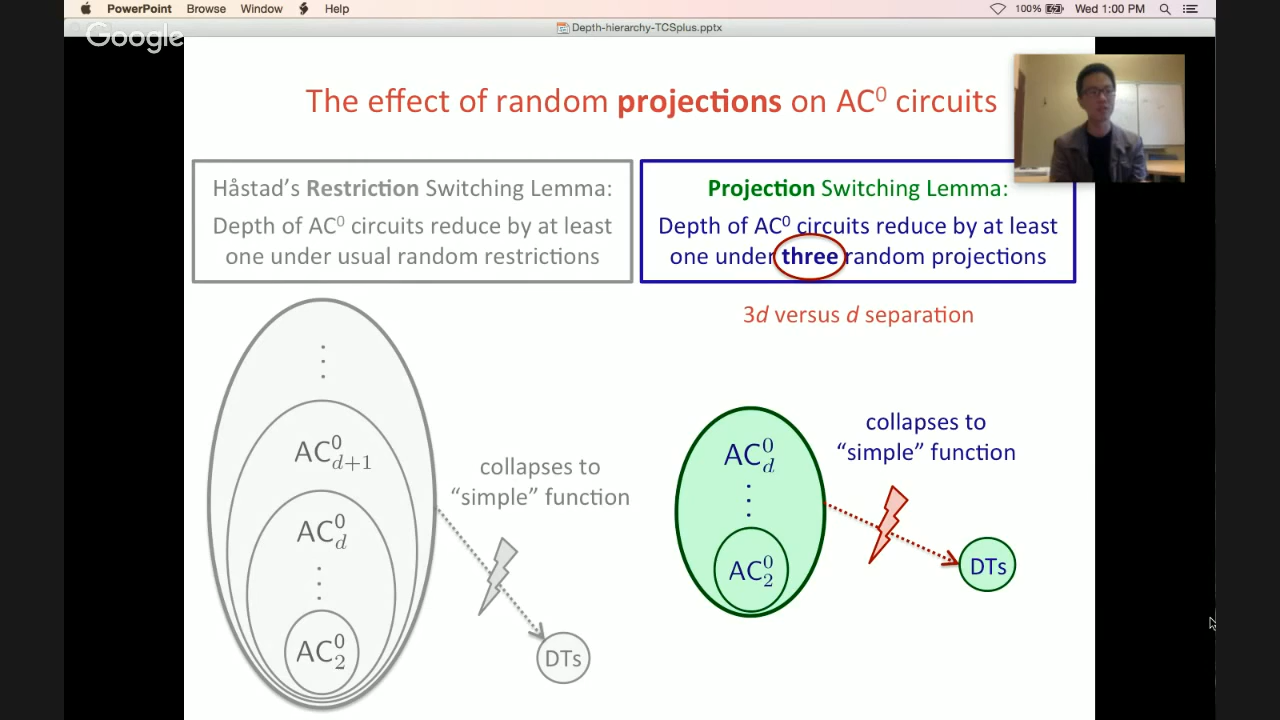 PowerPoint Browse Window Help
100% Wed 1:00 PM
Depth-hierarchy-TCSplus.pptx
Google
The effect of random projections on AC⁰ circuits
Håstad’s Restriction Switching Lemma:
Depth of AC⁰ circuits reduce by at least
one under usual random restrictions
Projection Switching Lemma:
Depth of AC⁰ circuits reduce by at least
one under three random projections
3d versus d separation
⋮
AC⁰_{d+1}
AC⁰_d
⋮
AC⁰_2
collapses to
“simple” function
DTs
AC⁰_d
⋮
AC⁰_2
collapses to
“simple” function
DTs